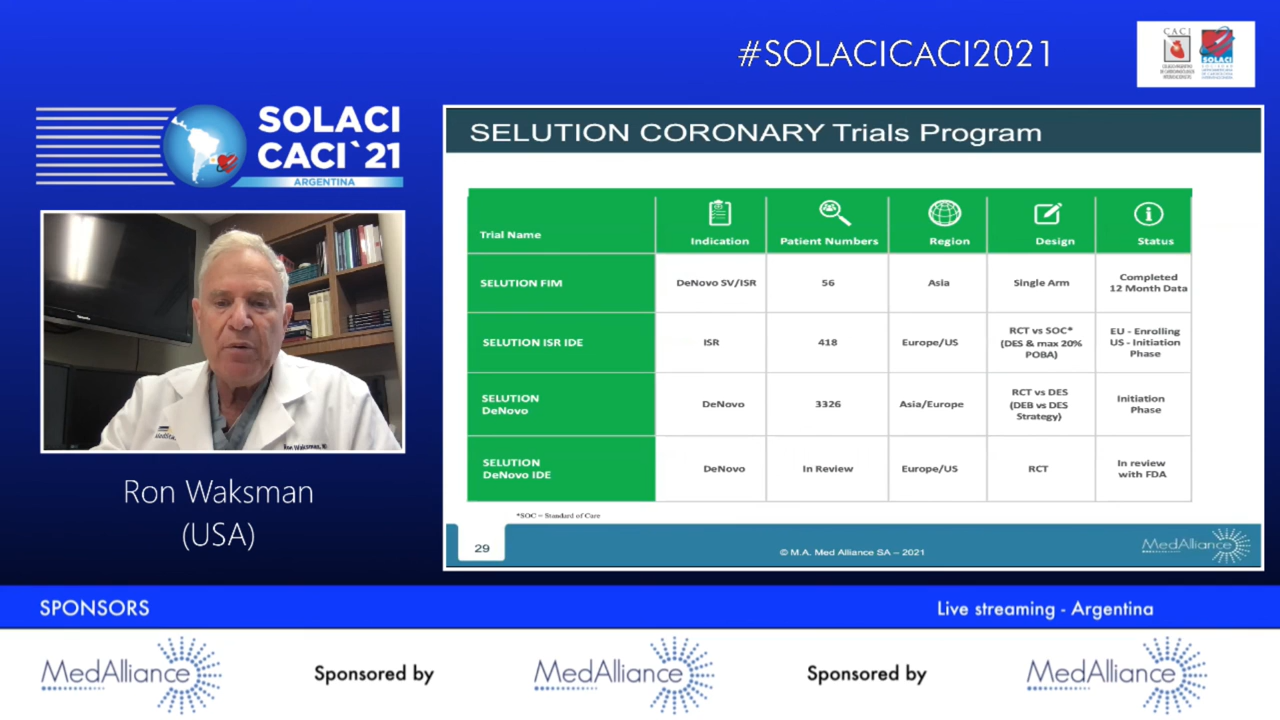 #SOLACICACI2021
CACI
SOLACI
SOLACI
CACI`21
ARGENTINA
Ron Waksman
(USA)
SELUTION CORONARY Trials Program
Trial Name
Indication
Patient Numbers
Region
Design
Status
SELUTION FIM
DeNovo SV/ISR
56
Asia
Single Arm
Completed
12 Month Data
SELUTION ISR IDE
ISR
418
Europe/US
RCT vs SOC*
(DES & max 20%
POBA)
EU - Enrolling
US - Initiation
Phase
SELUTION
DeNovo
DeNovo
3326
Asia/Europe
RCT vs DES
(DEB vs DES
Strategy)
Initiation
Phase
SELUTION
DeNovo IDE
DeNovo
In Review
Europe/US
RCT
In review
with FDA
*SOC = Standard of Care
29
© M.A. Med Alliance SA – 2021
MedAlliance
SPONSORS
Live streaming - Argentina
MedAlliance
Sponsored by
MedAlliance
Sponsored by
MedAlliance